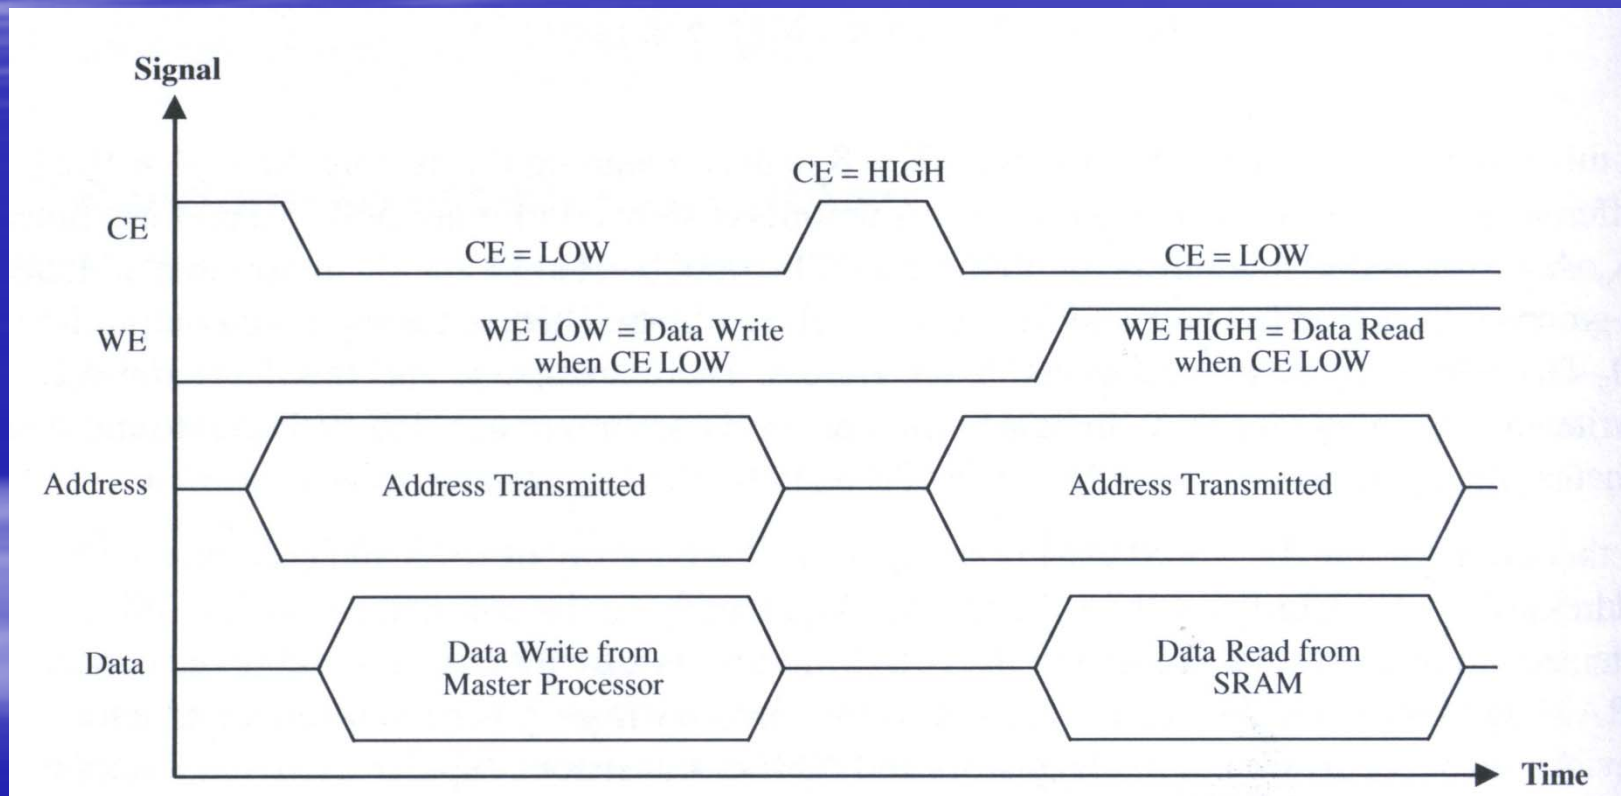 Signal
CE = HIGH
CE
CE = LOW
CE = LOW
WE
WE LOW = Data Write
when CE LOW
WE HIGH = Data Read
when CE LOW
Address
Address Transmitted
Address Transmitted
Data
Data Write from
Master Processor
Data Read from
SRAM
Time